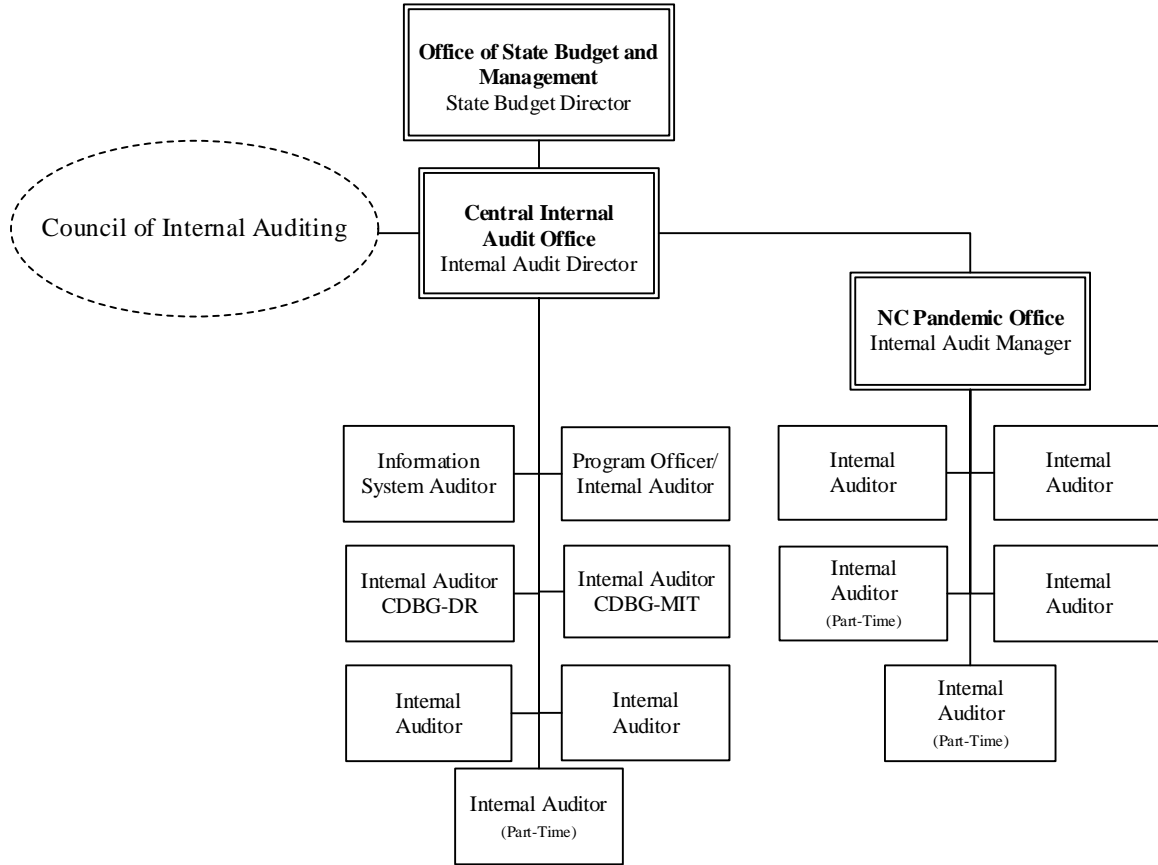 Office of State Budget and
Management
State Budget Director
Council of Internal Auditing
Central Internal
Audit Office
Internal Audit Director
NC Pandemic Office
Internal Audit Manager
Information
System Auditor
Program Officer/
Internal Auditor
Internal
Auditor
Internal
Auditor
Internal Auditor
CDBG-DR
Internal Auditor
CDBG-MIT
Internal
Auditor
(Part-Time)
Internal
Auditor
Internal
Auditor
Internal
Auditor
Internal
Auditor
(Part-Time)
Internal Auditor
(Part-Time)